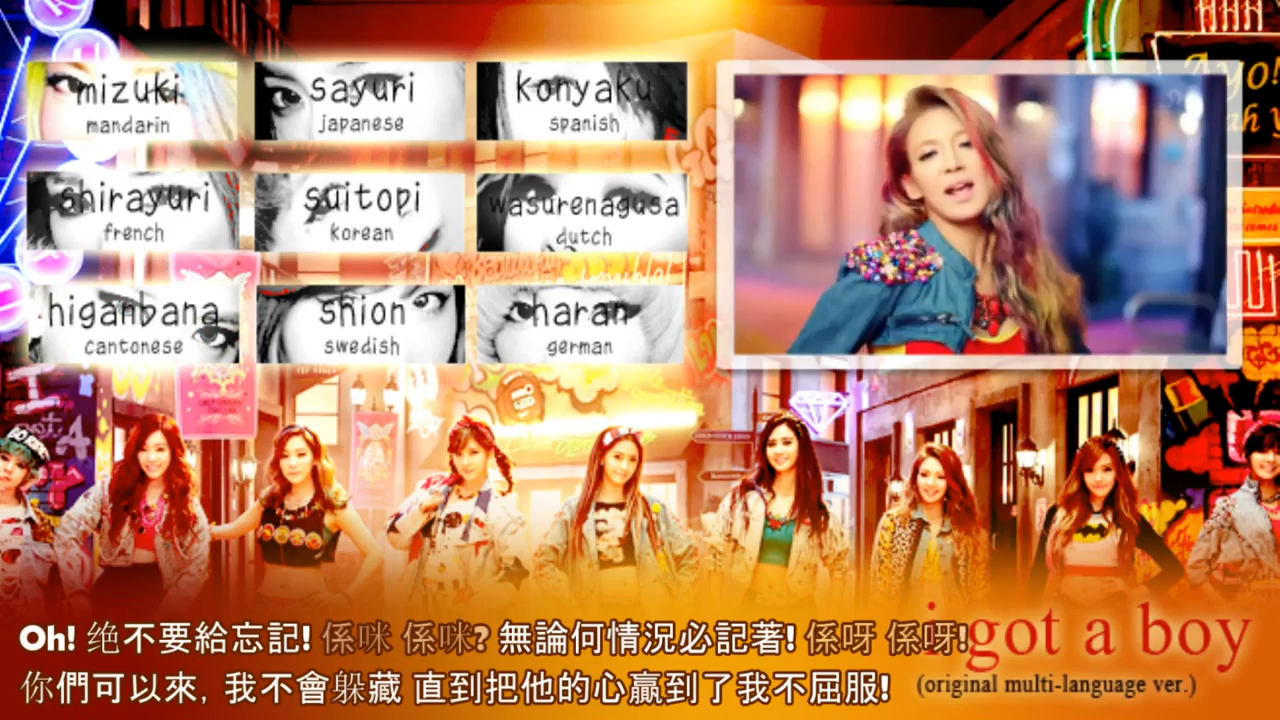 mizuki
mandarin
sayuri
japanese
konyaku
spanish
shirayuri
french
suitopi
korean
wasurenagusa
dutch
higanbana
cantonese
shion
swedish
haran
german
Ayo!
Oh! 绝不要給忘記! 係咪 係咪? 無論何情況必記著! 係呀 係呀!
你們可以來, 我不會躲藏 直到把他的心贏到了我不屈服!
i got a boy
(original multi-language ver.)